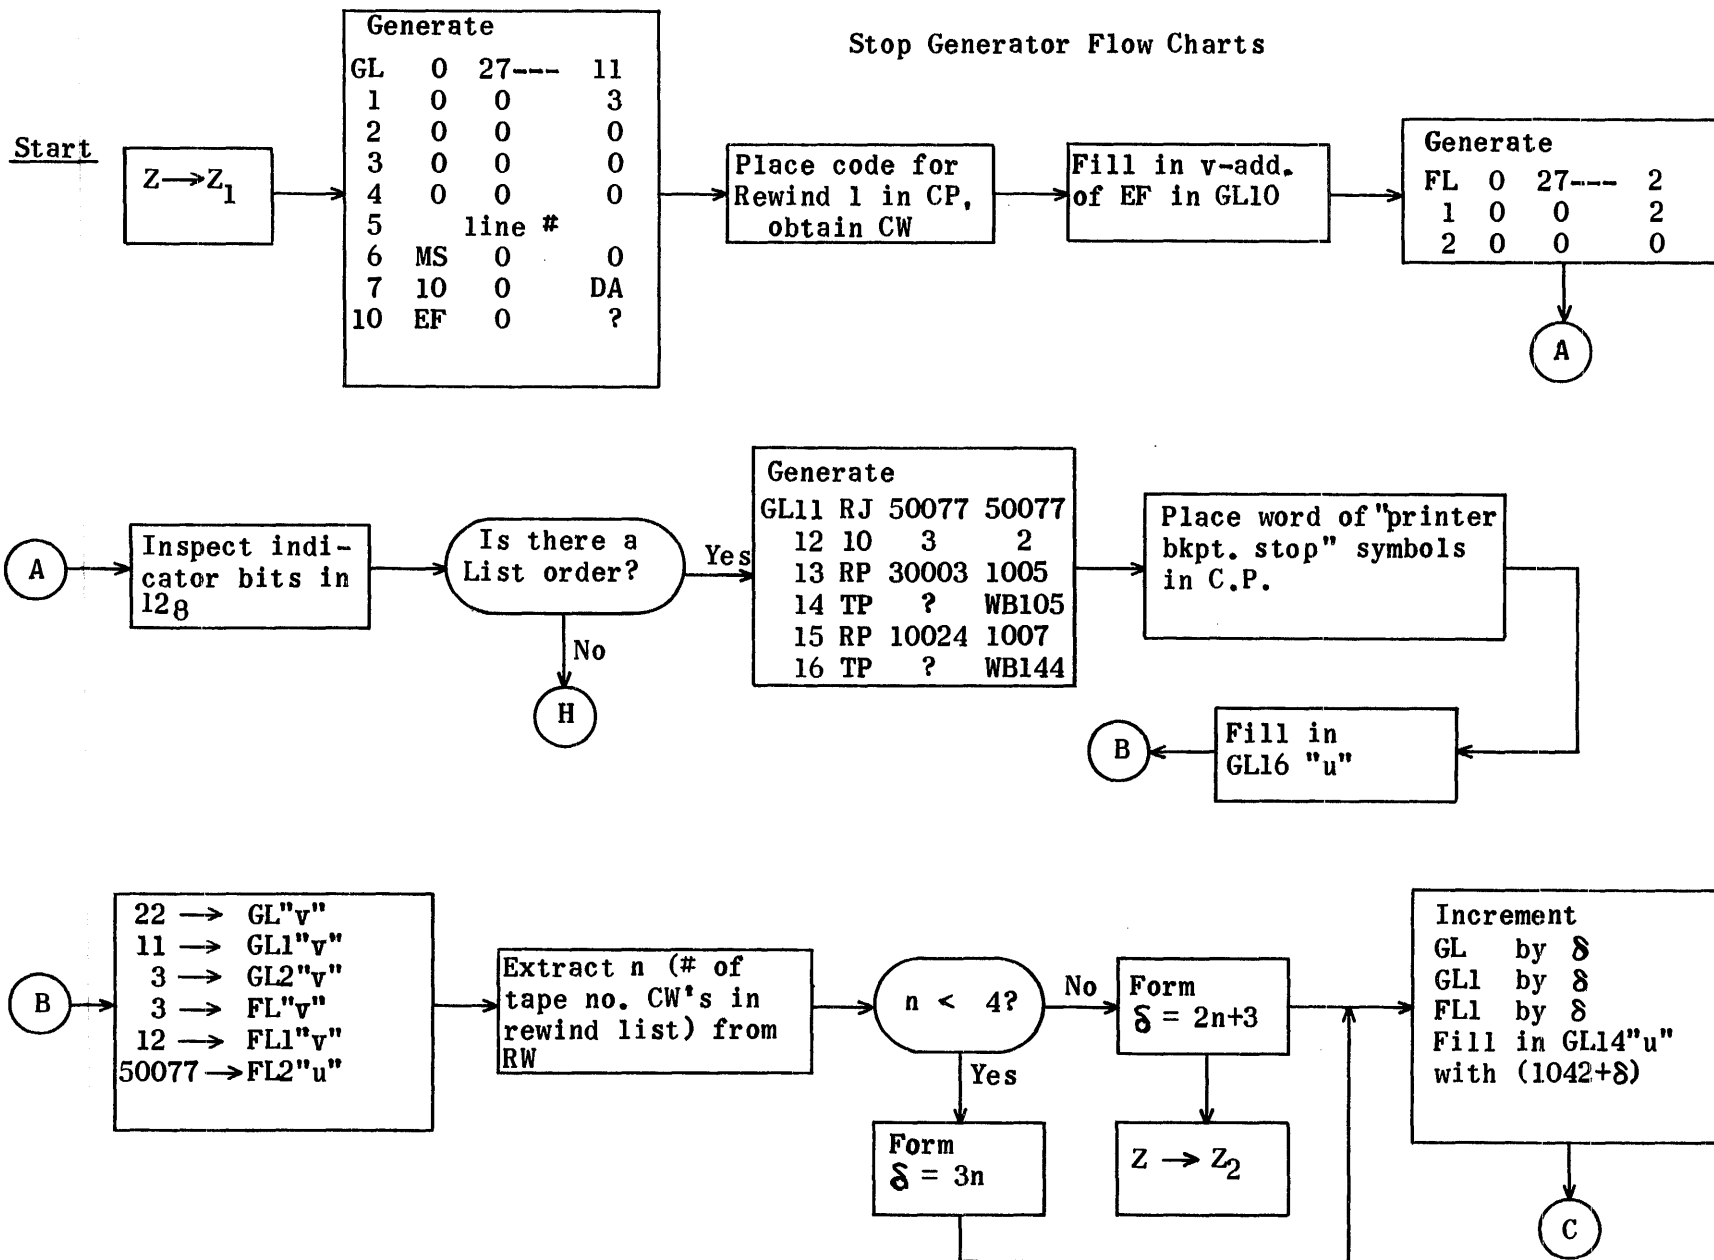 Stop Generator Flow Charts
Start
Z→Z1
Generate
GL 0 27--- 11
1 0 0 3
2 0 0 0
3 0 0 0
4 0 0 0
5 line #
6 MS 0 0
7 10 0 DA
10 EF 0 ?
Place code for
Rewind 1 in CP,
obtain CW
Fill in v-add.
of EF in GL10
Generate
FL 0 27--- 2
1 0 0 2
2 0 0 0
A
A
Inspect indi-
cator bits in
128
Is there a
List order?
Yes
No
H
Generate
GL11 RJ 50077 50077
12 10 3 2
13 RP 30003 1005
14 TP ? WB105
15 RP 10024 1007
16 TP ? WB144
Place word of "printer
bkpt. stop" symbols
in C.P.
Fill in
GL16 "u"
B
B
22 → GL"v"
11 → GL1"v"
3 → GL2"v"
3 → FL"v"
12 → FL1"v"
50077 → FL2"u"
Extract n (# of
tape no. CW's in
rewind list) from
RW
n < 4?
No
Yes
Form
δ = 2n+3
Form
δ = 3n
Z → Z2
Increment
GL by δ
GL1 by δ
FL1 by δ
Fill in GL14"u"
with (1042+δ)
C